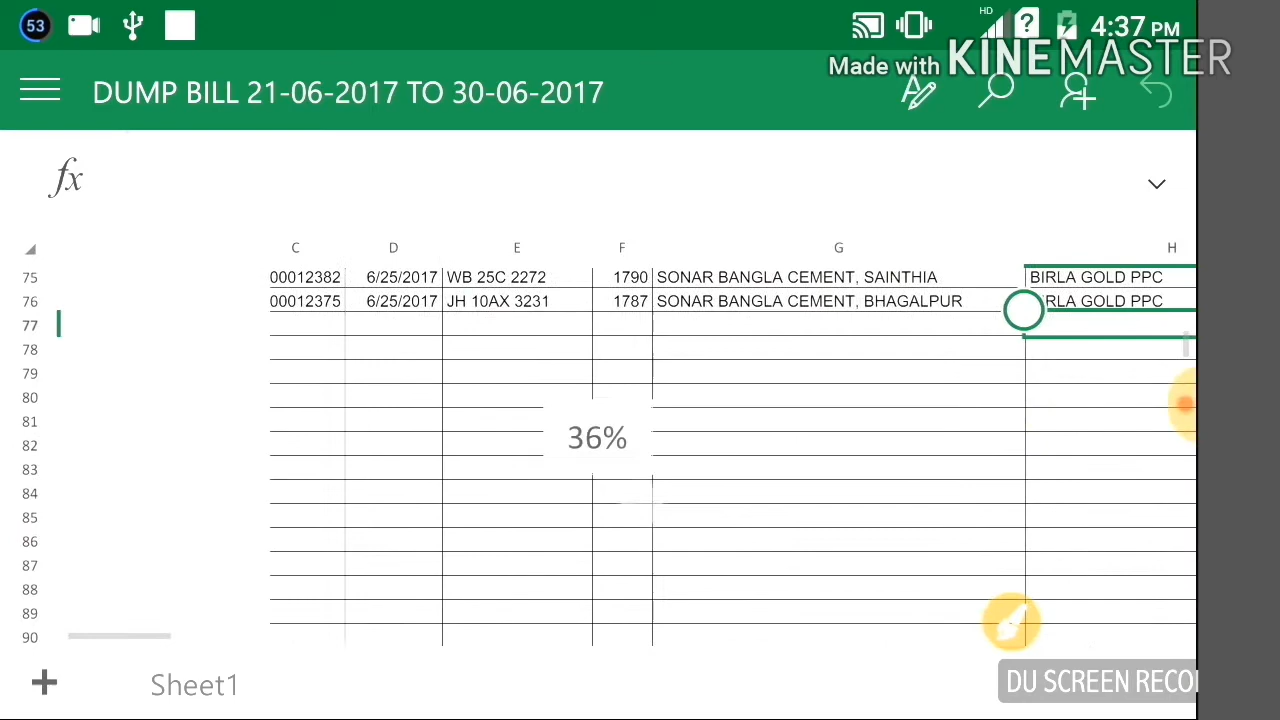 53 HD ? 4:37 PM
Made with KINEMASTER
DUMP BILL 21-06-2017 TO 30-06-2017
fx
C D E F G H
75 00012382 6/25/2017 WB 25C 2272 1790 SONAR BANGLA CEMENT, SAINTHIA BIRLA GOLD PPC
76 00012375 6/25/2017 JH 10AX 3231 1787 SONAR BANGLA CEMENT, BHAGALPUR RLA GOLD PPC
77
78
79
80
81
82
36%
83
84
85
86
87
88
89
90
+ Sheet1
DU SCREEN RECO